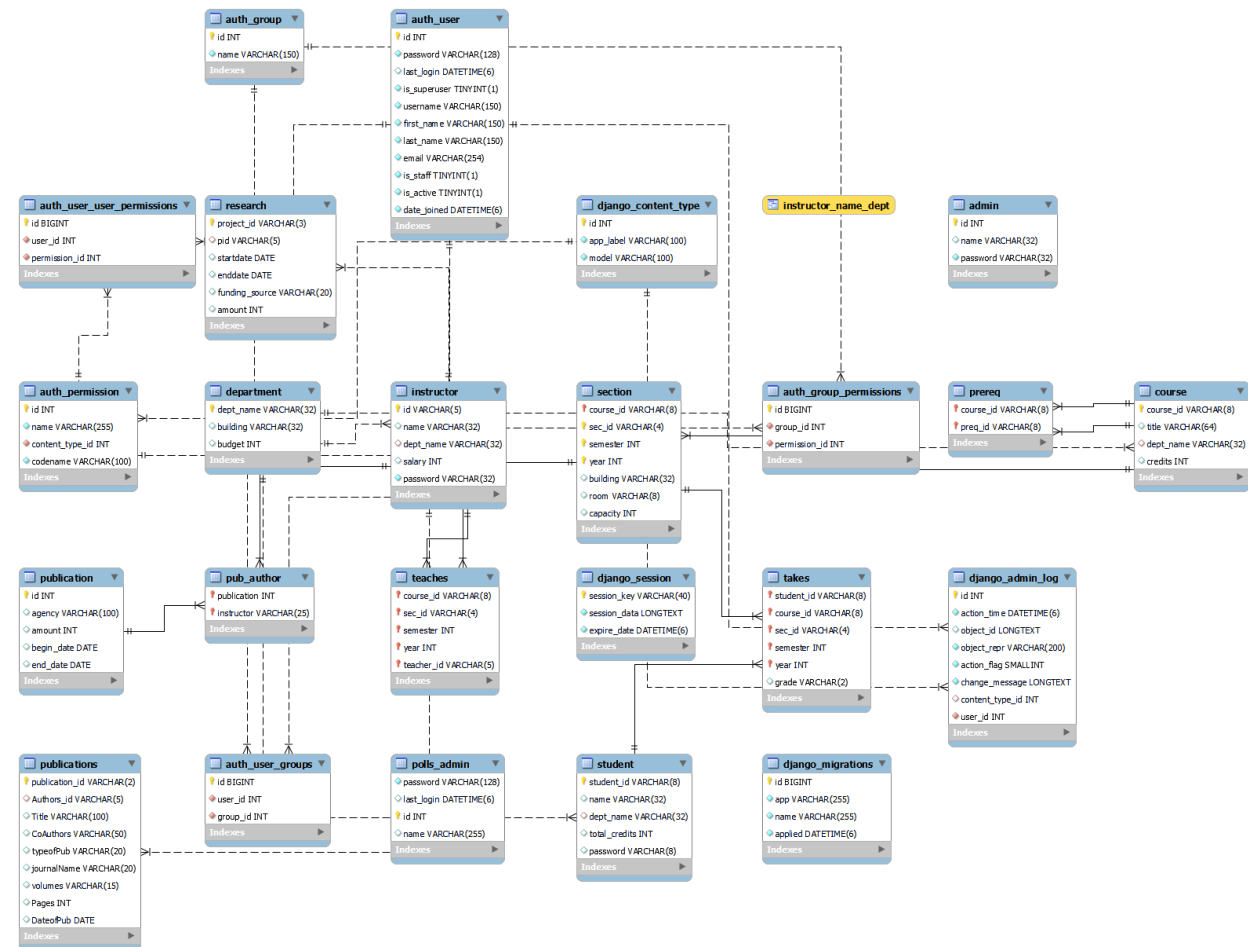 auth_group
id INT
name VARCHAR(150)
Indexes
auth_user
id INT
password VARCHAR(128)
last_login DATETIME(6)
is_superuser TINYINT(1)
username VARCHAR(150)
first_name VARCHAR(150)
last_name VARCHAR(150)
email VARCHAR(254)
is_staff TINYINT(1)
is_active TINYINT(1)
date_joined DATETIME(6)
Indexes
auth_user_user_permissions
id BIGINT
user_id INT
permission_id INT
Indexes
research
project_id VARCHAR(3)
pid VARCHAR(5)
startdate DATE
enddate DATE
funding_source VARCHAR(20)
amount INT
Indexes
django_content_type
id INT
app_label VARCHAR(100)
model VARCHAR(100)
Indexes
instructor_name_dept
admin
id INT
name VARCHAR(32)
password VARCHAR(32)
Indexes
auth_permission
id INT
name VARCHAR(255)
content_type_id INT
codename VARCHAR(100)
Indexes
department
dept_name VARCHAR(32)
building VARCHAR(32)
budget INT
Indexes
instructor
id VARCHAR(5)
name VARCHAR(32)
dept_name VARCHAR(32)
salary INT
password VARCHAR(32)
Indexes
section
course_id VARCHAR(8)
sec_id VARCHAR(4)
semester INT
year INT
building VARCHAR(32)
room VARCHAR(8)
capacity INT
Indexes
auth_group_permissions
id BIGINT
group_id INT
permission_id INT
Indexes
prereq
course_id VARCHAR(8)
preq_id VARCHAR(8)
Indexes
course
course_id VARCHAR(8)
title VARCHAR(64)
dept_name VARCHAR(32)
credits INT
Indexes
publication
id INT
agency VARCHAR(100)
amount INT
begin_date DATE
end_date DATE
Indexes
pub_author
publication INT
instructor VARCHAR(25)
Indexes
teaches
course_id VARCHAR(8)
sec_id VARCHAR(4)
semester INT
year INT
teacher_id VARCHAR(5)
Indexes
django_session
session_key VARCHAR(40)
session_data LONGTEXT
expire_date DATETIME(6)
Indexes
takes
student_id VARCHAR(8)
course_id VARCHAR(8)
sec_id VARCHAR(4)
semester INT
year INT
grade VARCHAR(2)
Indexes
django_admin_log
id INT
action_time DATETIME(6)
object_id LONGTEXT
object_repr VARCHAR(200)
action_flag SMALLINT
change_message LONGTEXT
content_type_id INT
user_id INT
Indexes
publications
publication_id VARCHAR(2)
Authors_id VARCHAR(5)
Title VARCHAR(100)
CoAuthors VARCHAR(50)
typeofPub VARCHAR(20)
journalName VARCHAR(20)
volumes VARCHAR(15)
Pages INT
DateofPub DATE
Indexes
auth_user_groups
id BIGINT
user_id INT
group_id INT
Indexes
polls_admin
password VARCHAR(128)
last_login DATETIME(6)
id INT
name VARCHAR(255)
Indexes
student
student_id VARCHAR(8)
name VARCHAR(32)
dept_name VARCHAR(32)
total_credits INT
password VARCHAR(8)
Indexes
django_migrations
id BIGINT
app VARCHAR(255)
name VARCHAR(255)
applied DATETIME(6)
Indexes